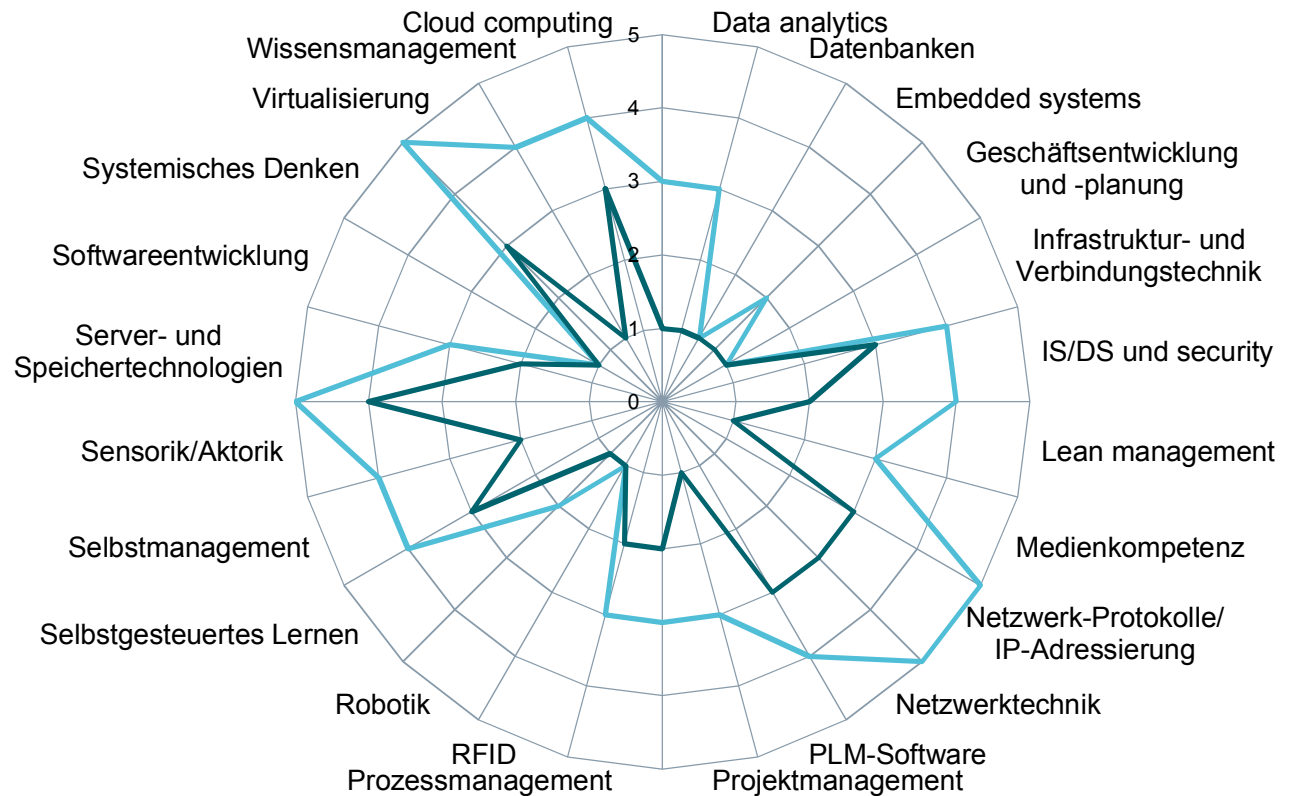 Cloud computing
Data analytics
Wissensmanagement
Datenbanken
Virtualisierung
Embedded systems
Systemisches Denken
Geschäftsentwicklung
und -planung
Softwareentwicklung
Infrastruktur- und
Verbindungstechnik
Server- und
Speichertechnologien
IS/DS und security
Sensorik/Aktorik
Lean management
Selbstmanagement
Medienkompetenz
Selbstgesteuertes Lernen
Netzwerk-Protokolle/
IP-Adressierung
Robotik
Netzwerktechnik
RFID
PLM-Software
Prozessmanagement
Projektmanagement
5
4
3
2
1
0